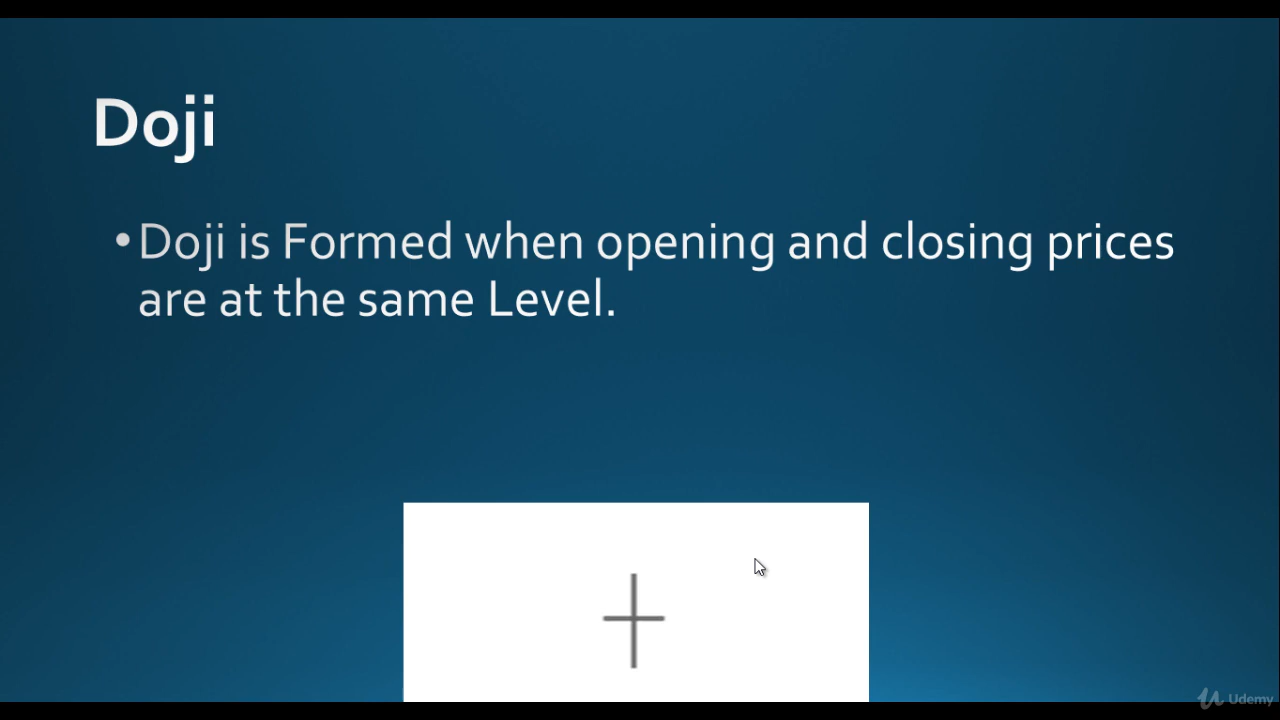 Doji
•Doji is Formed when opening and closing prices
are at the same Level.
Udemy